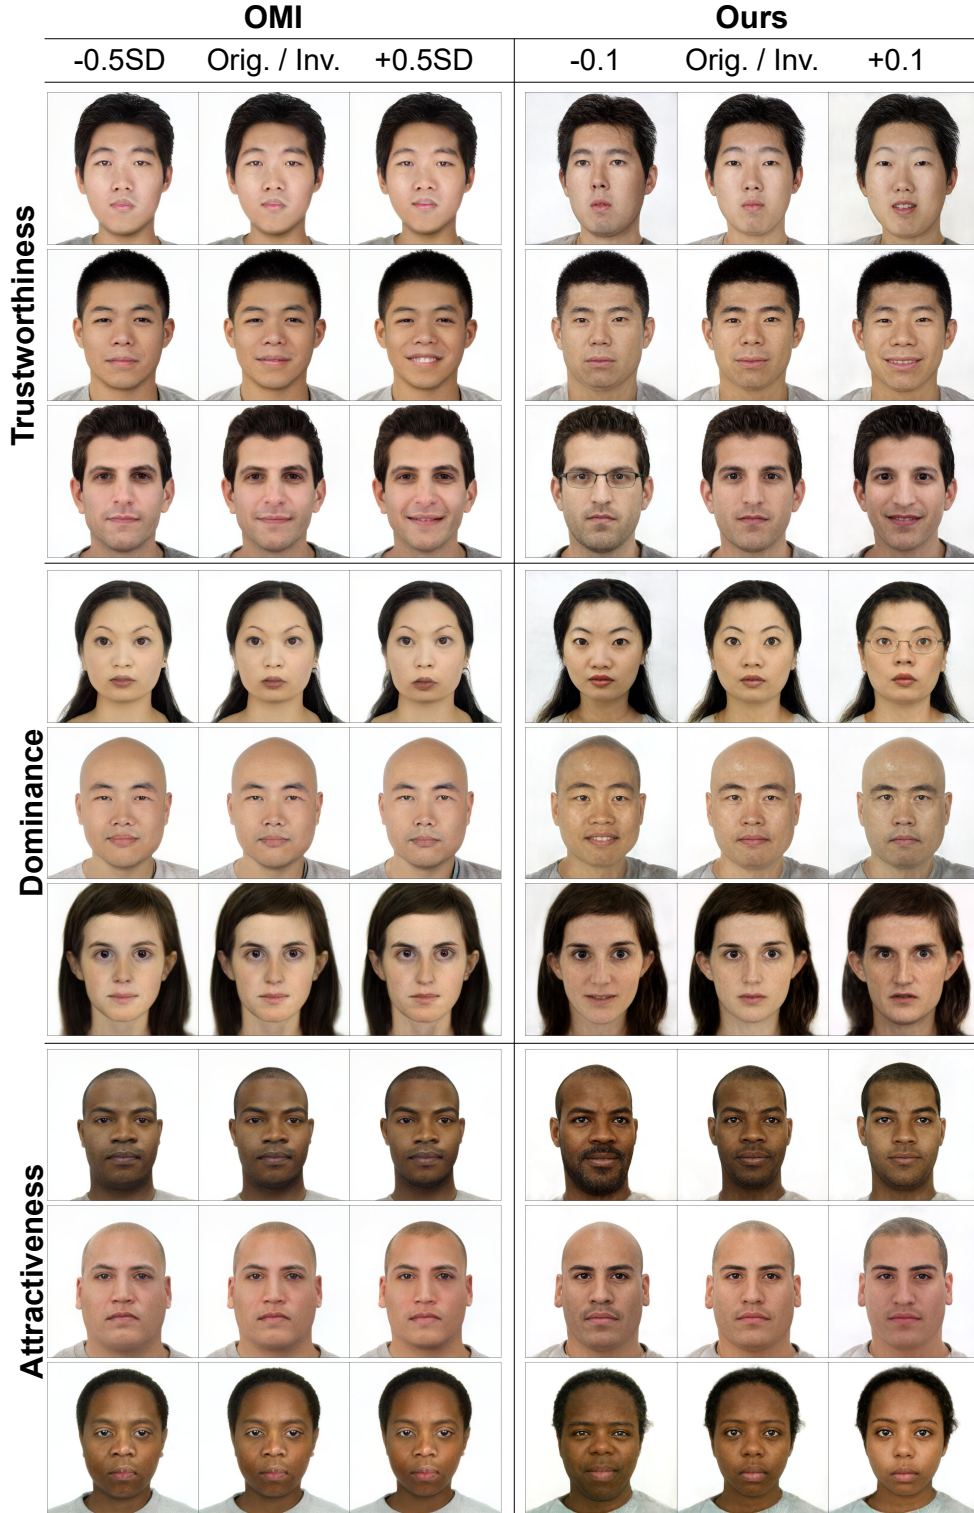 OMI Ours
-0.5SD Orig. / Inv. +0.5SD -0.1 Orig. / Inv. +0.1
Trustworthiness
Dominance
Attractiveness